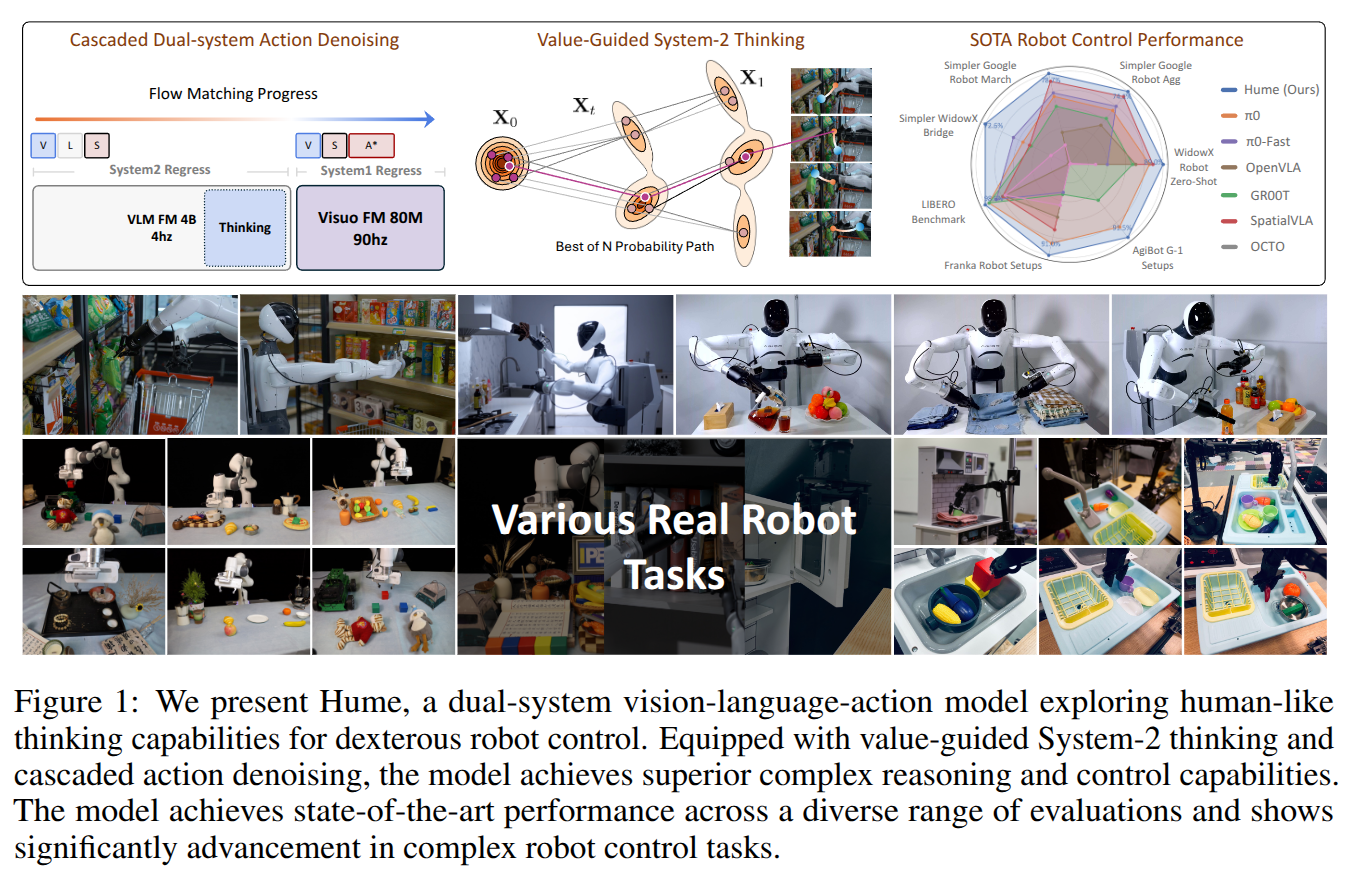 Cascaded Dual-system Action Denoising
Flow Matching Progress
V L S
V S A*
System2 Regress
System1 Regress
VLM FM 4B
4hz
Thinking
Visuo FM 80M
90hz
Value-Guided System-2 Thinking
X₀
Xₜ
X₁
Best of N Probability Path
SOTA Robot Control Performance
Simpler Google
Robot March
Simpler Google
Robot Agg
Simpler WidowX
Bridge
WidowX
Robot
Zero-Shot
LIBERO
Benchmark
AgiBot G-1
Setups
Franka Robot Setups
72.6%
Hume (Ours)
π0
π0-Fast
OpenVLA
GR00T
SpatialVLA
OCTO
Various Real Robot
Tasks
Figure 1: We present Hume, a dual-system vision-language-action model exploring human-like
thinking capabilities for dexterous robot control. Equipped with value-guided System-2 thinking and
cascaded action denoising, the model achieves superior complex reasoning and control capabilities.
The model achieves state-of-the-art performance across a diverse range of evaluations and shows
significantly advancement in complex robot control tasks.